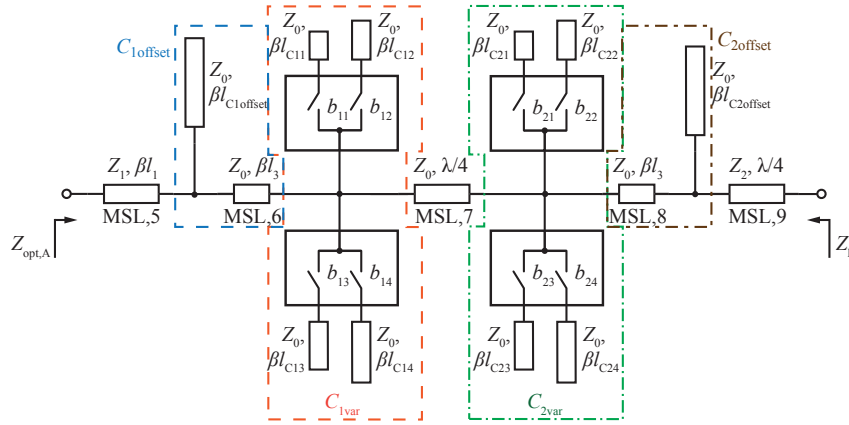 Z0, Z0, Z0, Z0,
C1offset βlC11 βlC12 βlC21 βlC22 C2offset
Z0, Z0,
βlC1offset b11 b12 b21 b22 βlC2offset
Z1, βl1 Z0, βl3 Z0, λ/4 Z0, βl3 Z2, λ/4
MSL,5 MSL,6 MSL,7 MSL,8 MSL,9
Zopt,A
b13 b14 b23 b24
Z0, Z0, Z0, Z0,
βlC13 βlC14 βlC23 βlC24
C1var C2var